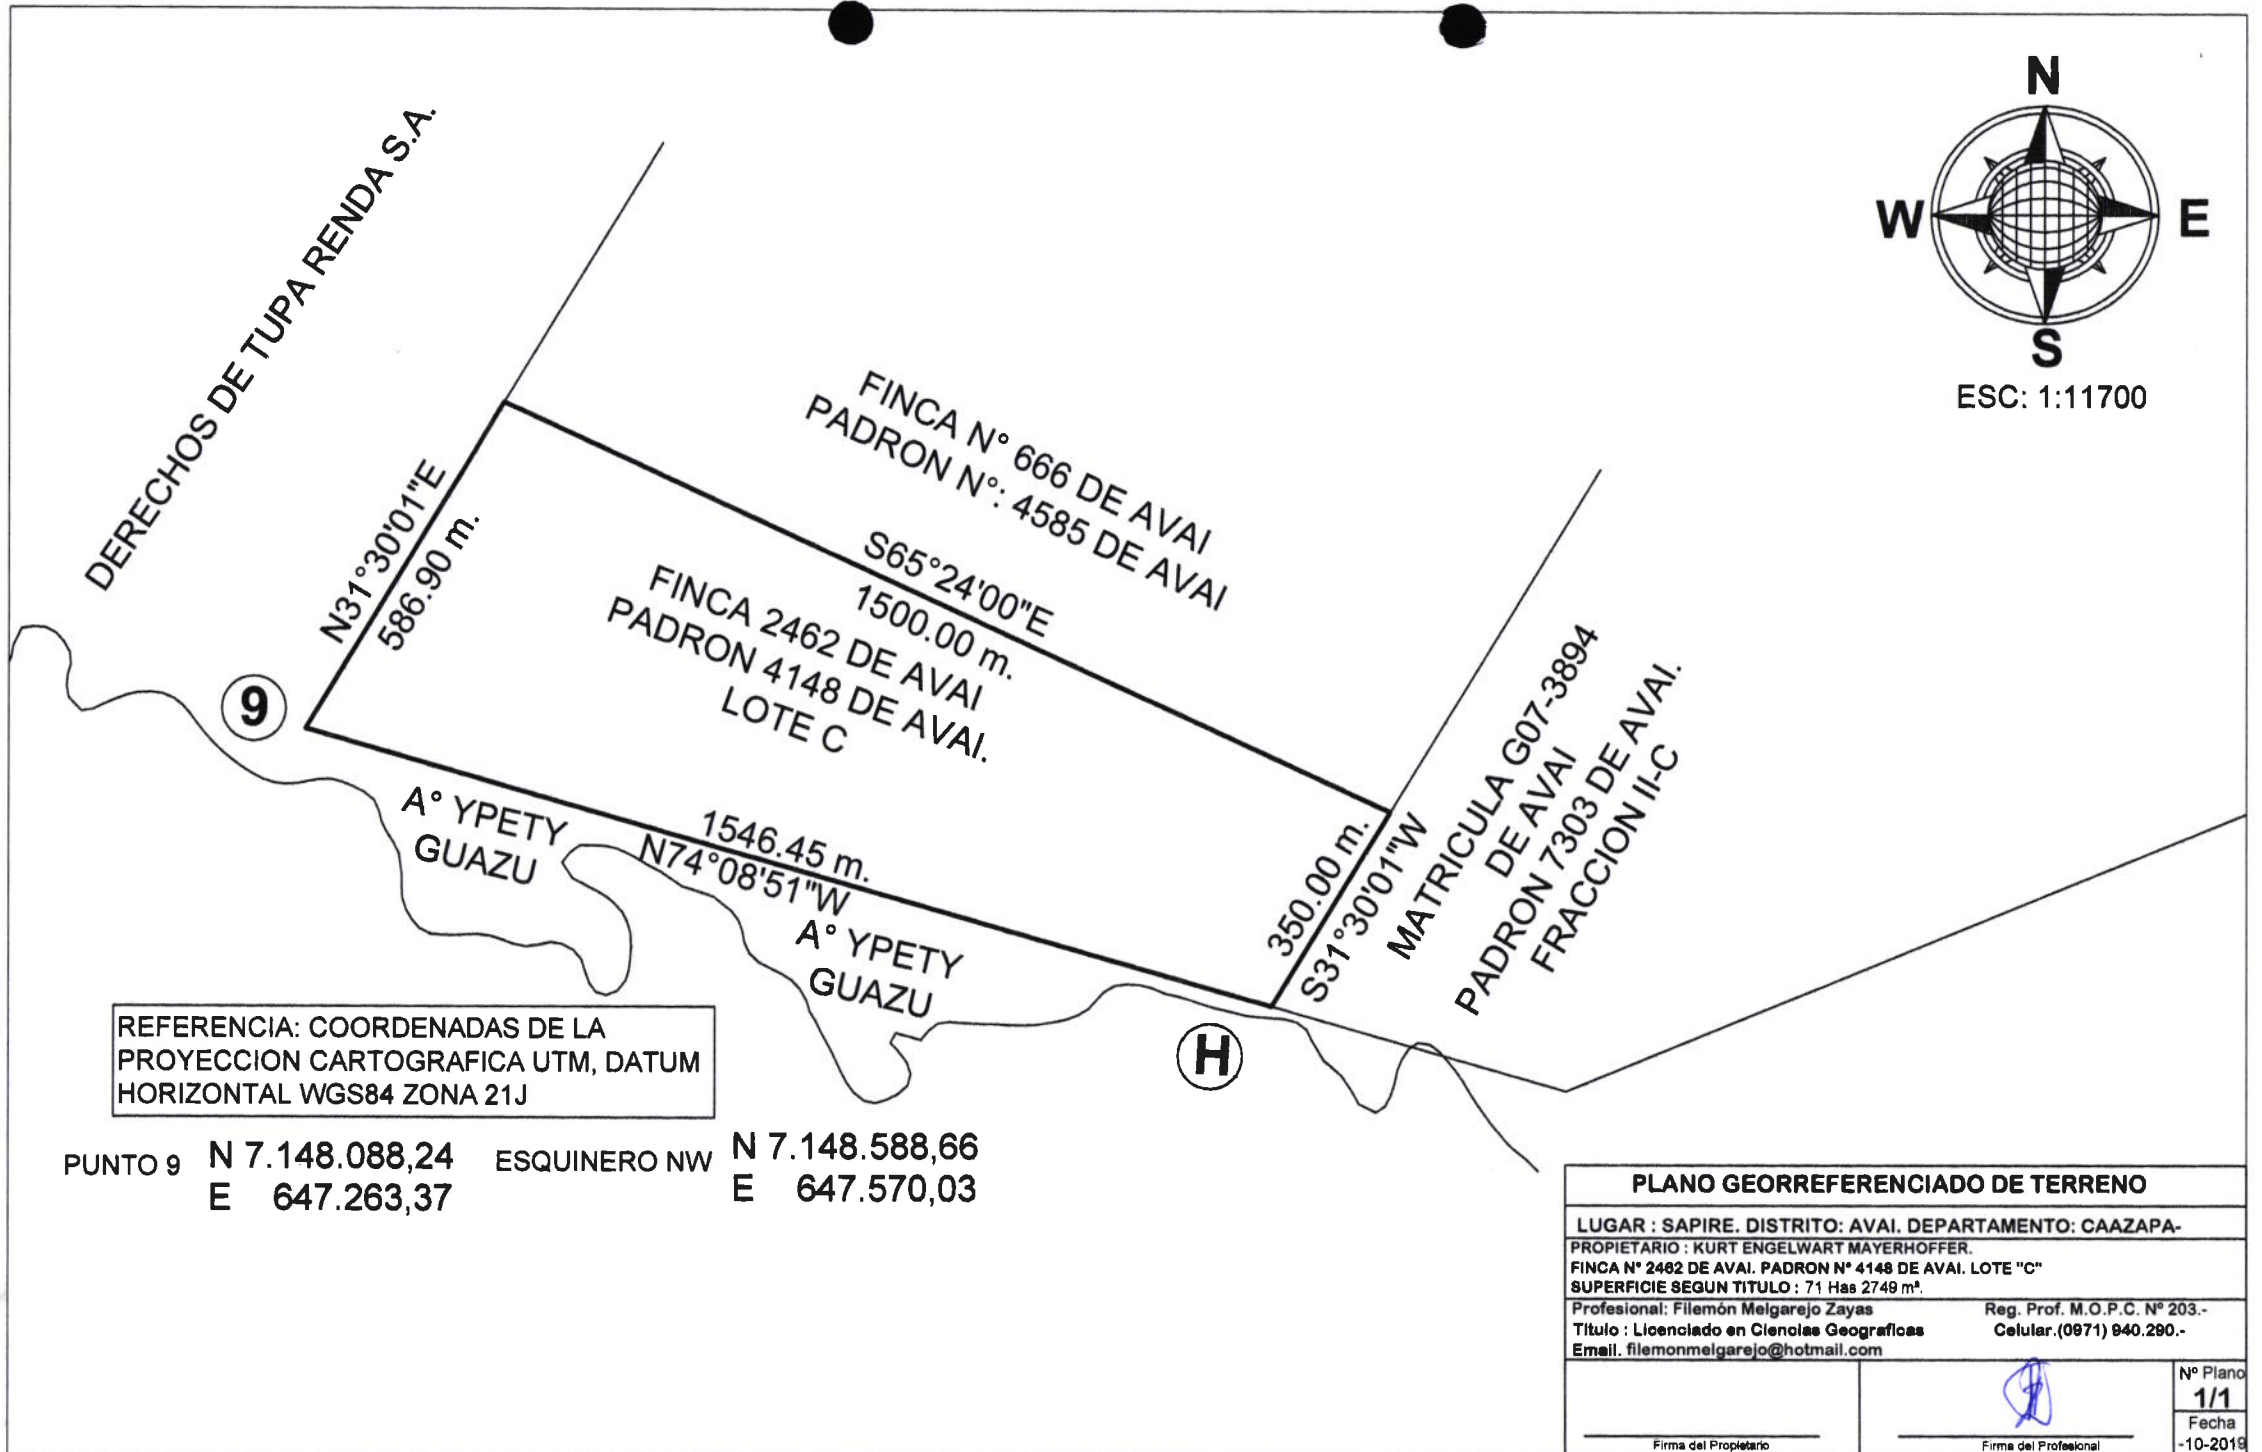 N
W
E
S
ESC: 1:11700
DERECHOS DE TUPA RENDA S.A.
FINCA N° 666 DE AVAI
PADRON N°: 4585 DE AVAI
N31°30'01"E
586.90 m.
S65°24'00"E
1500.00 m.
FINCA 2462 DE AVAI
PADRON 4148 DE AVAI.
LOTE C
9
A° YPETY
GUAZU
1546.45 m.
N74°08'51"W
A° YPETY
GUAZU
350.00 m.
S31°30'01"W
MATRICULA G07-3894
DE AVAI
PADRON 7303 DE AVAI.
FRACCION II-C
H
REFERENCIA: COORDENADAS DE LA
PROYECCION CARTOGRAFICA UTM, DATUM
HORIZONTAL WGS84 ZONA 21J
PUNTO 9 N 7.148.088,24
E 647.263,37
ESQUINERO NW N 7.148.588,66
E 647.570,03
PLANO GEORREFERENCIADO DE TERRENO
LUGAR : SAPIRE. DISTRITO: AVAI. DEPARTAMENTO: CAAZAPA-
PROPIETARIO : KURT ENGELWART MAYERHOFFER.
FINCA N° 2462 DE AVAI. PADRON N° 4148 DE AVAI. LOTE "C"
SUPERFICIE SEGUN TITULO : 71 Has 2749 m².
Profesional: Filemón Melgarejo Zayas Reg. Prof. M.O.P.C. Nº 203.-
Titulo : Licenciado en Ciencias Geograficas Celular.(0971) 940.290.-
Email. filemonmelgarejo@hotmail.com
Nº Plano
1/1
Fecha
-10-2019
Firma del Propietario
Firma del Profesional